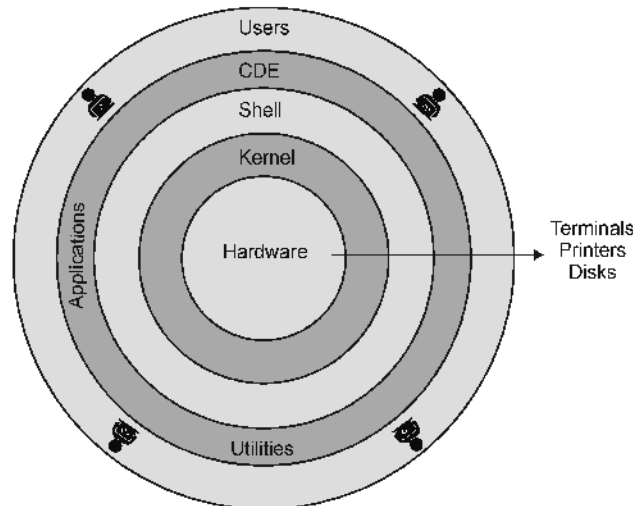 Users
CDE
Shell
Kernel
Applications
Hardware
Terminals
Printers
Disks
Utilities